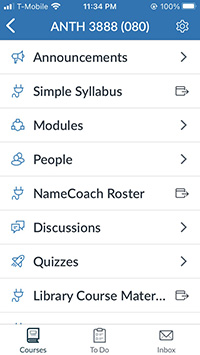 T-Mobile 11:34 PM 100%
ANTH 3888 (080)
Announcements
Simple Syllabus
Modules
People
NameCoach Roster
Discussions
Quizzes
Library Course Mater...
Courses To Do Inbox